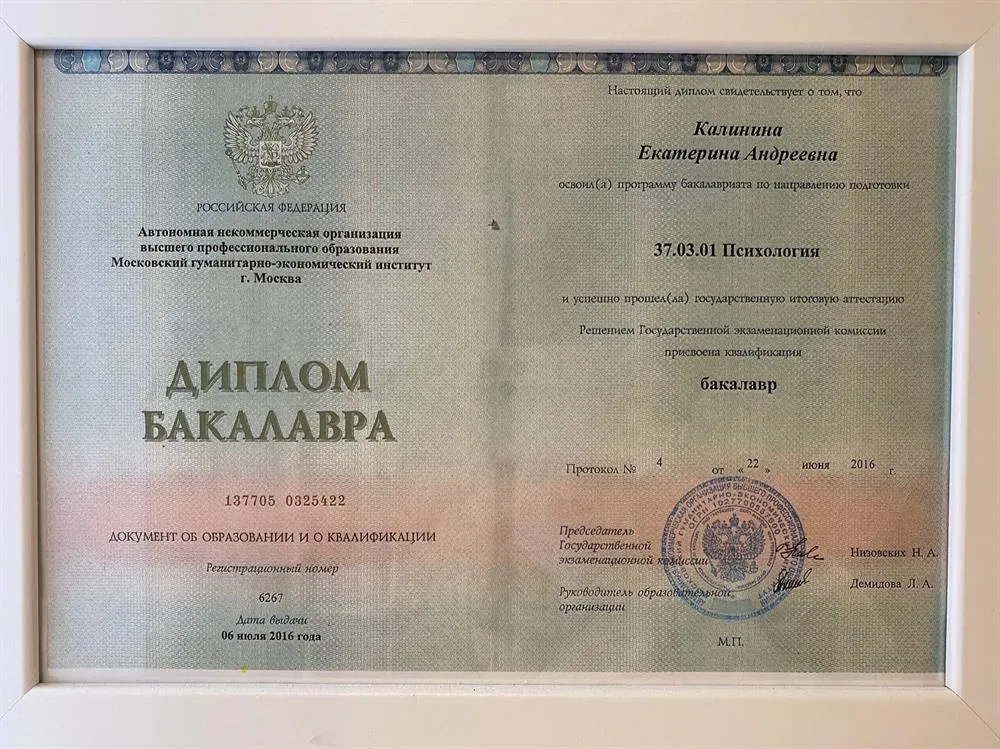 РОССИЙСКАЯ ФЕДЕРАЦИЯ
Автономная некоммерческая организация
высшего профессионального образования
Московский гуманитарно-экономический институт
г. Москва
ДИПЛОМ
БАКАЛАВРА
137705 0325422
ДОКУМЕНТ ОБ ОБРАЗОВАНИИ И О КВАЛИФИКАЦИИ
Регистрационный номер
6267
Дата выдачи
06 июля 2016 года
Настоящий диплом свидетельствует о том, что
Калинина
Екатерина Андреевна
освоил(а) программу бакалавриата по направлению подготовки
37.03.01 Психология
и успешно прошел(ла) государственную итоговую аттестацию
Решением Государственной экзаменационной комиссии
присвоена квалификация
бакалавр
Протокол № 4 от « 22 » июня 2016 г.
Председатель
Государственной
экзаменационной комиссии
Низовских Н. А.
Руководитель образовательной
организации
Демидова Л. А.
М.П.